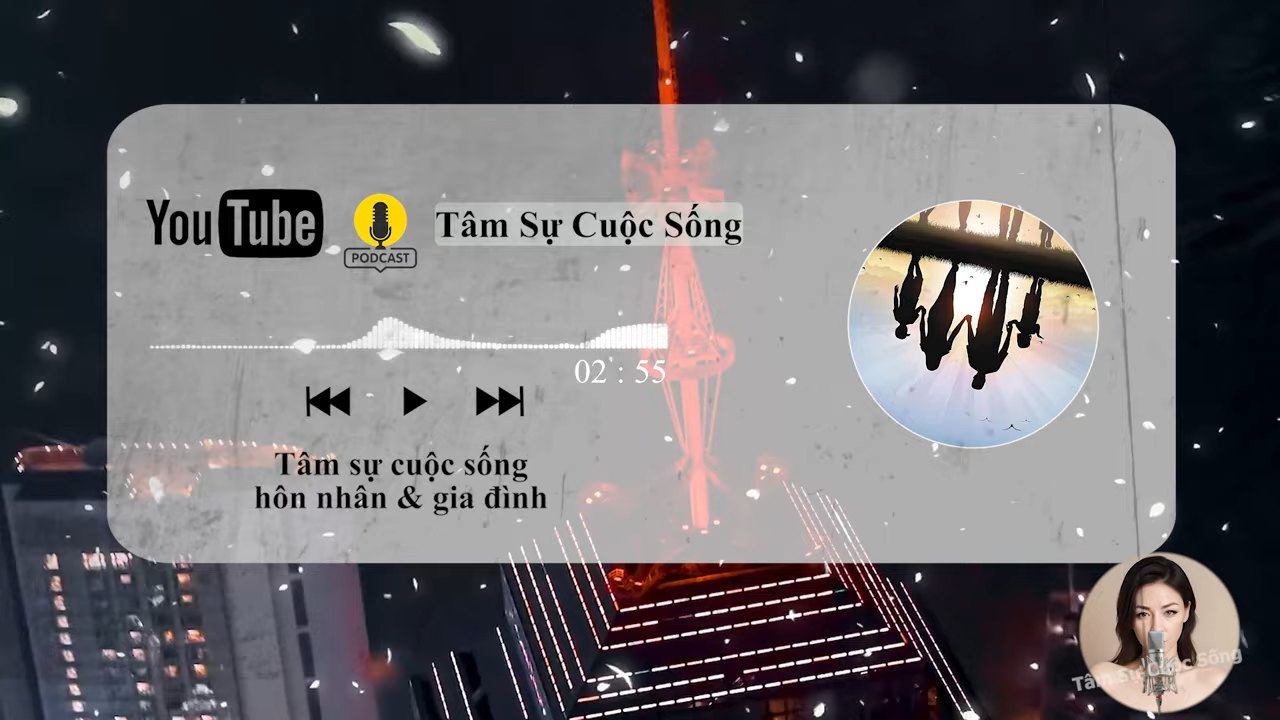 YouTube
PODCAST
Tâm Sự Cuộc Sống
02 : 55
Tâm sự cuộc sống
hôn nhân & gia đình
Tâm Sự Cuộc Sống